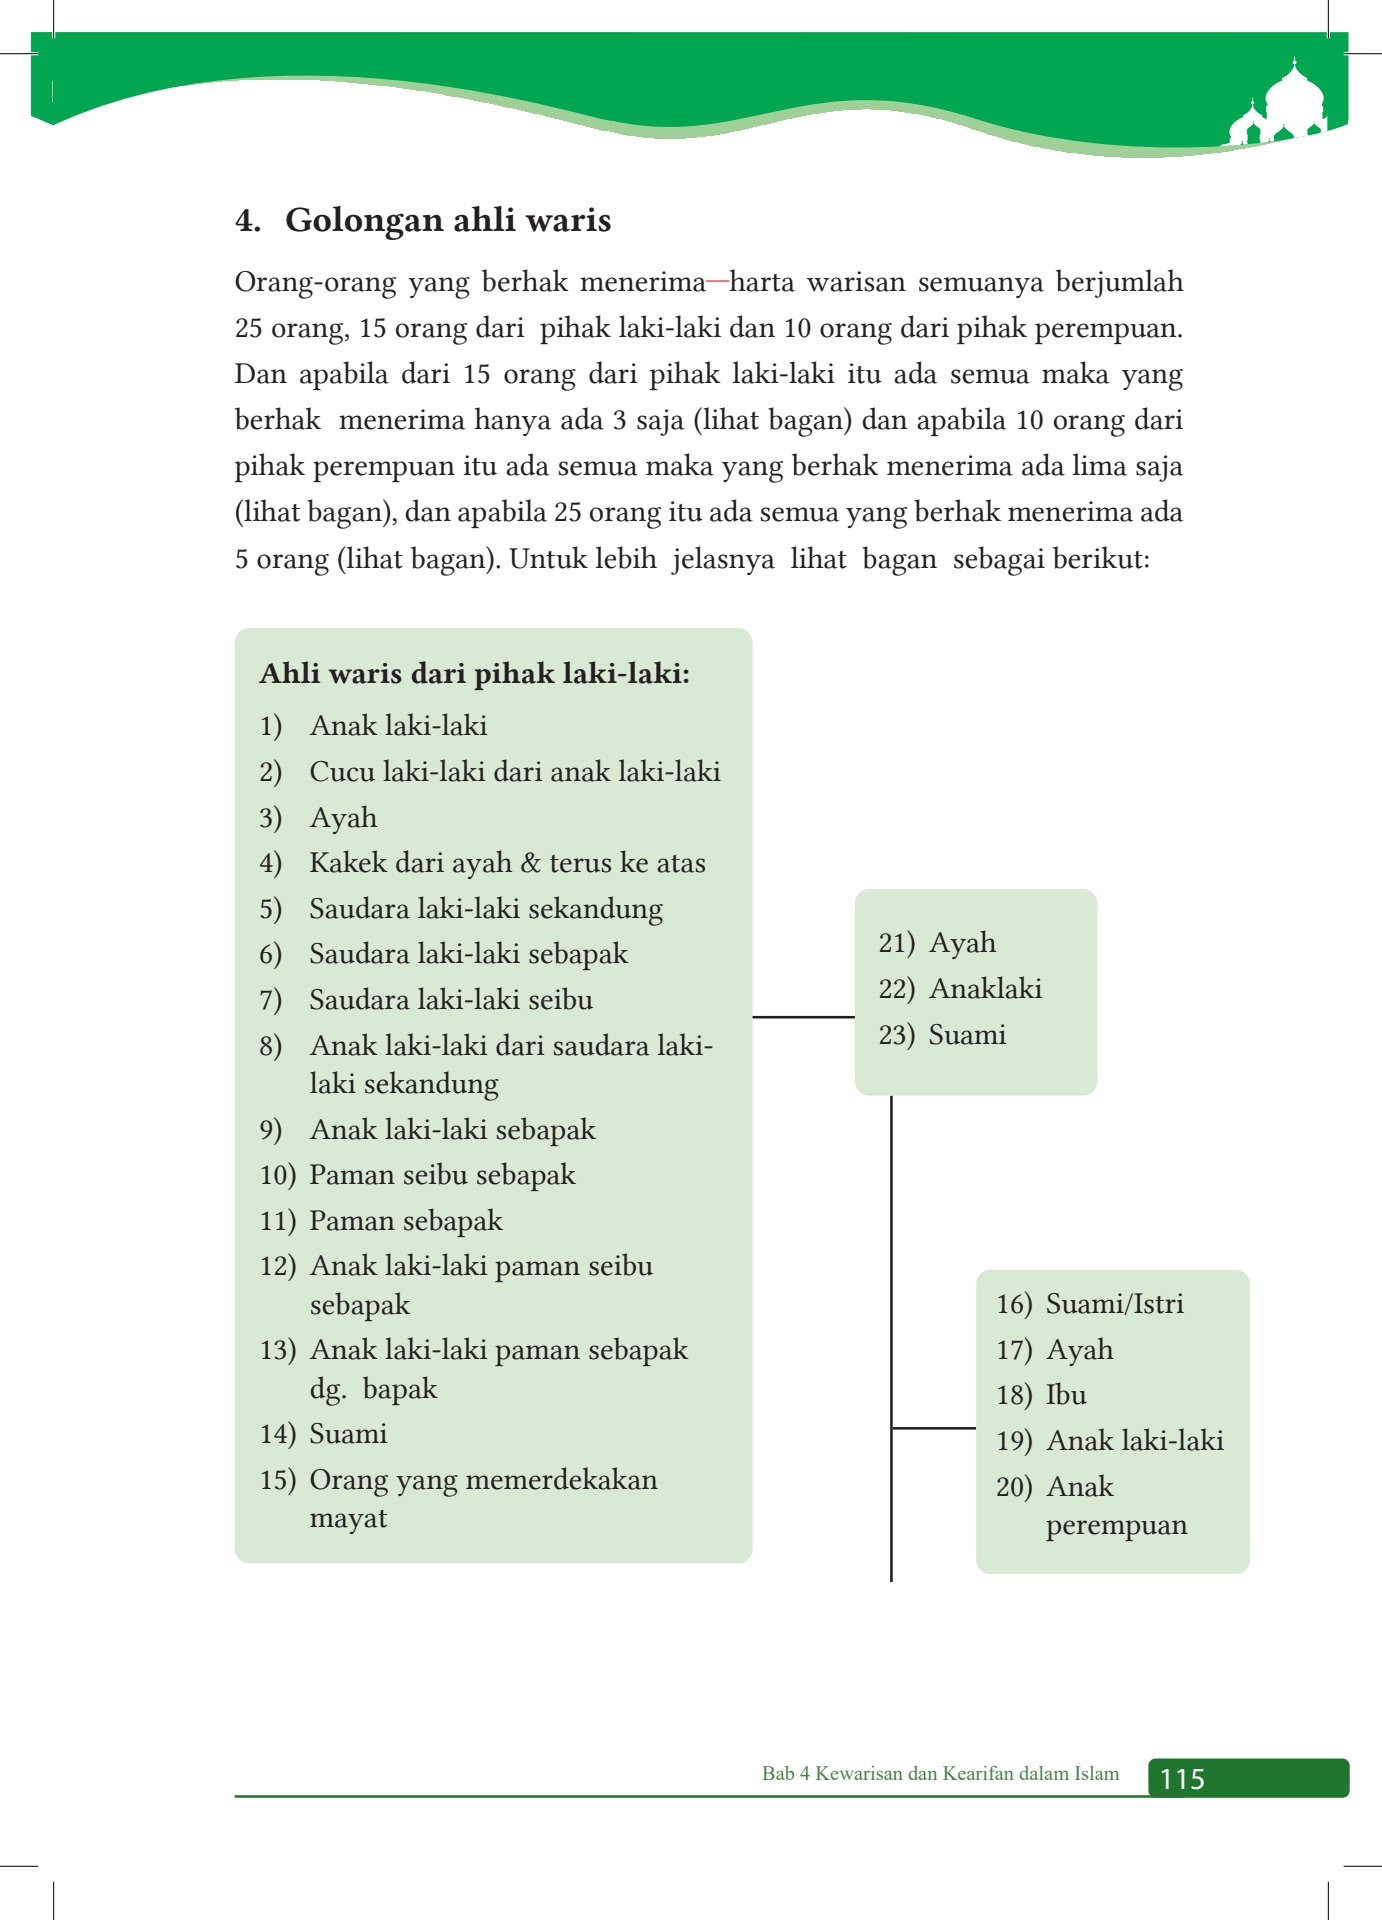 4. Golongan ahli waris
Orang-orang yang berhak menerima—harta warisan semuanya berjumlah
25 orang, 15 orang dari pihak laki-laki dan 10 orang dari pihak perempuan.
Dan apabila dari 15 orang dari pihak laki-laki itu ada semua maka yang
berhak menerima hanya ada 3 saja (lihat bagan) dan apabila 10 orang dari
pihak perempuan itu ada semua maka yang berhak menerima ada lima saja
(lihat bagan), dan apabila 25 orang itu ada semua yang berhak menerima ada
5 orang (lihat bagan). Untuk lebih jelasnya lihat bagan sebagai berikut:
Ahli waris dari pihak laki-laki:
1) Anak laki-laki
2) Cucu laki-laki dari anak laki-laki
3) Ayah
4) Kakek dari ayah & terus ke atas
5) Saudara laki-laki sekandung
6) Saudara laki-laki sebapak
7) Saudara laki-laki seibu
8) Anak laki-laki dari saudara laki-
laki sekandung
9) Anak laki-laki sebapak
10) Paman seibu sebapak
11) Paman sebapak
12) Anak laki-laki paman seibu
sebapak
13) Anak laki-laki paman sebapak
dg. bapak
14) Suami
15) Orang yang memerdekakan
mayat
21) Ayah
22) Anaklaki
23) Suami
16) Suami/Istri
17) Ayah
18) Ibu
19) Anak laki-laki
20) Anak
perempuan
Bab 4 Kewarisan dan Kearifan dalam Islam
115